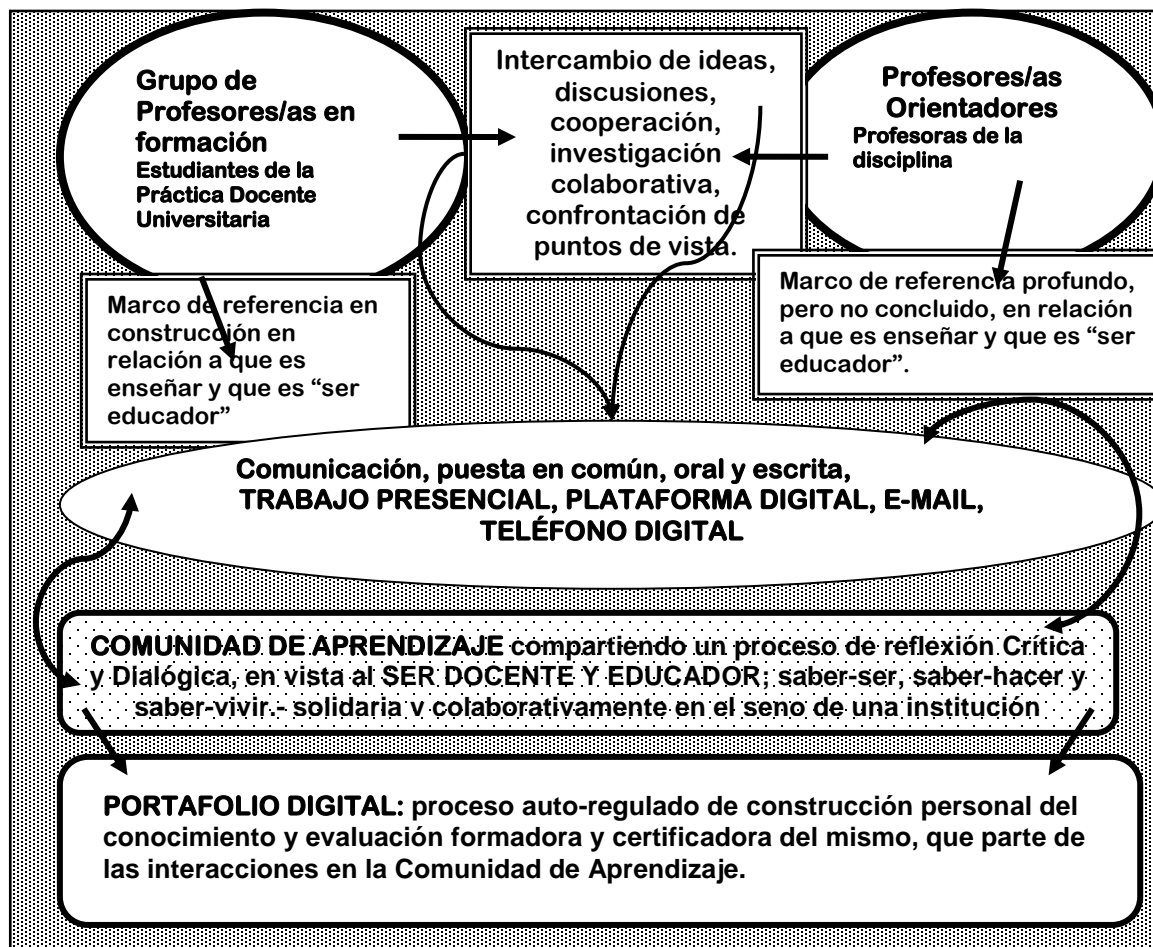 Grupo de
Profesores/as en
formación
Estudiantes de la
Práctica Docente
Universitaria
Intercambio de ideas,
discusiones,
cooperación,
investigación
colaborativa,
confrontación de
puntos de vista.
Profesores/as
Orientadores
Profesoras de la
disciplina
Marco de referencia en
construcción en
relación a que es
enseñar y que es “ser
educador”
Marco de referencia profundo,
pero no concluido, en relación
a que es enseñar y que es “ser
educador”.
Comunicación, puesta en común, oral y escrita,
TRABAJO PRESENCIAL, PLATAFORMA DIGITAL, E-MAIL,
TELÉFONO DIGITAL
COMUNIDAD DE APRENDIZAJE compartiendo un proceso de reflexión Crítica
y Dialógica, en vista al SER DOCENTE Y EDUCADOR; saber-ser, saber-hacer y
saber-vivir.- solidaria y colaborativamente en el seno de una institución
PORTAFOLIO DIGITAL: proceso auto-regulado de construcción personal del
conocimiento y evaluación formadora y certificadora del mismo, que parte de
las interacciones en la Comunidad de Aprendizaje.